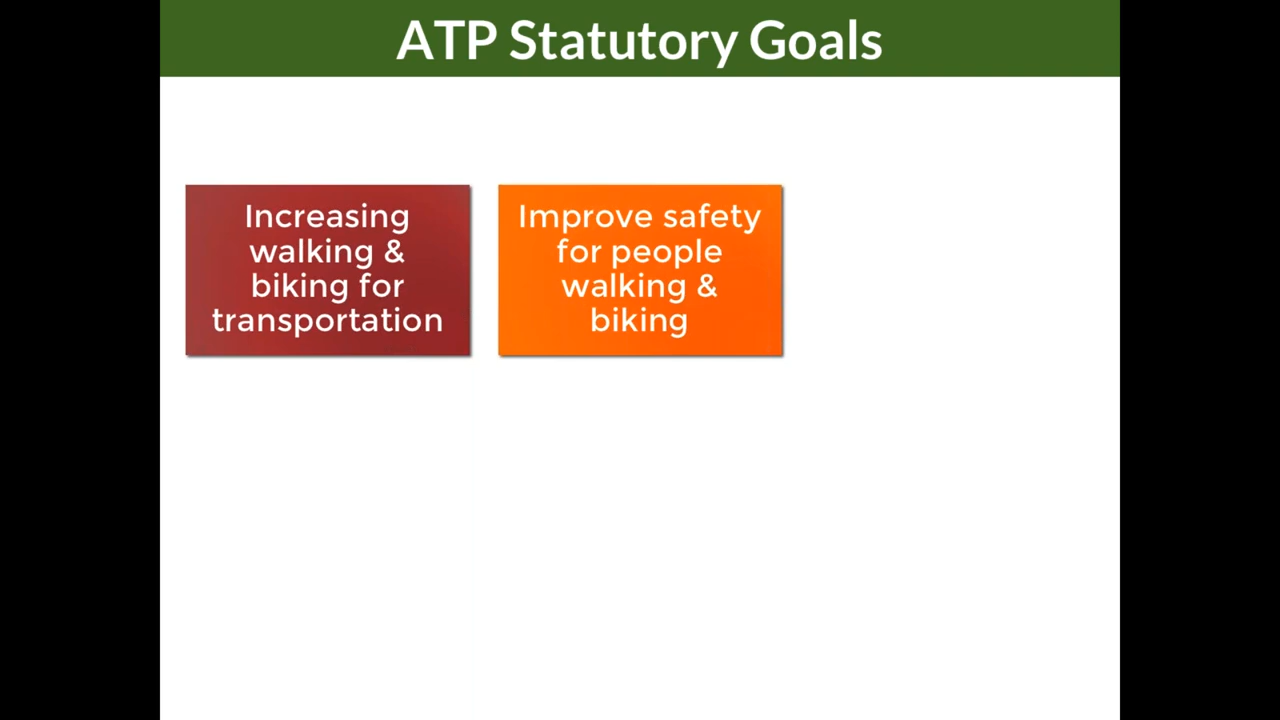 ATP Statutory Goals
Increasing
walking &
biking for
transportation
Improve safety
for people
walking &
biking